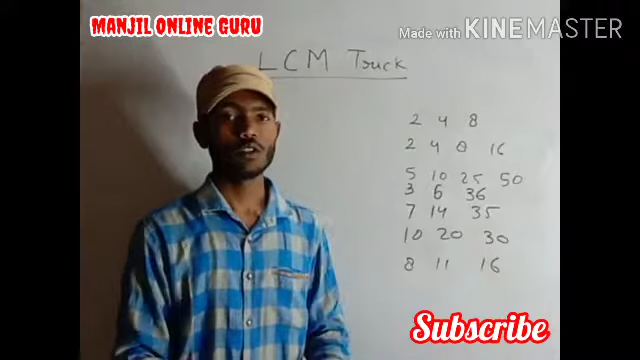 MANJIL ONLINE GURU
Made with KINEMASTER
LCM Truck
2 4 8
2 4 8 16
5 10 25 50
3 6 36
7 14 35
10 20 30
8 11 16
Subscribe